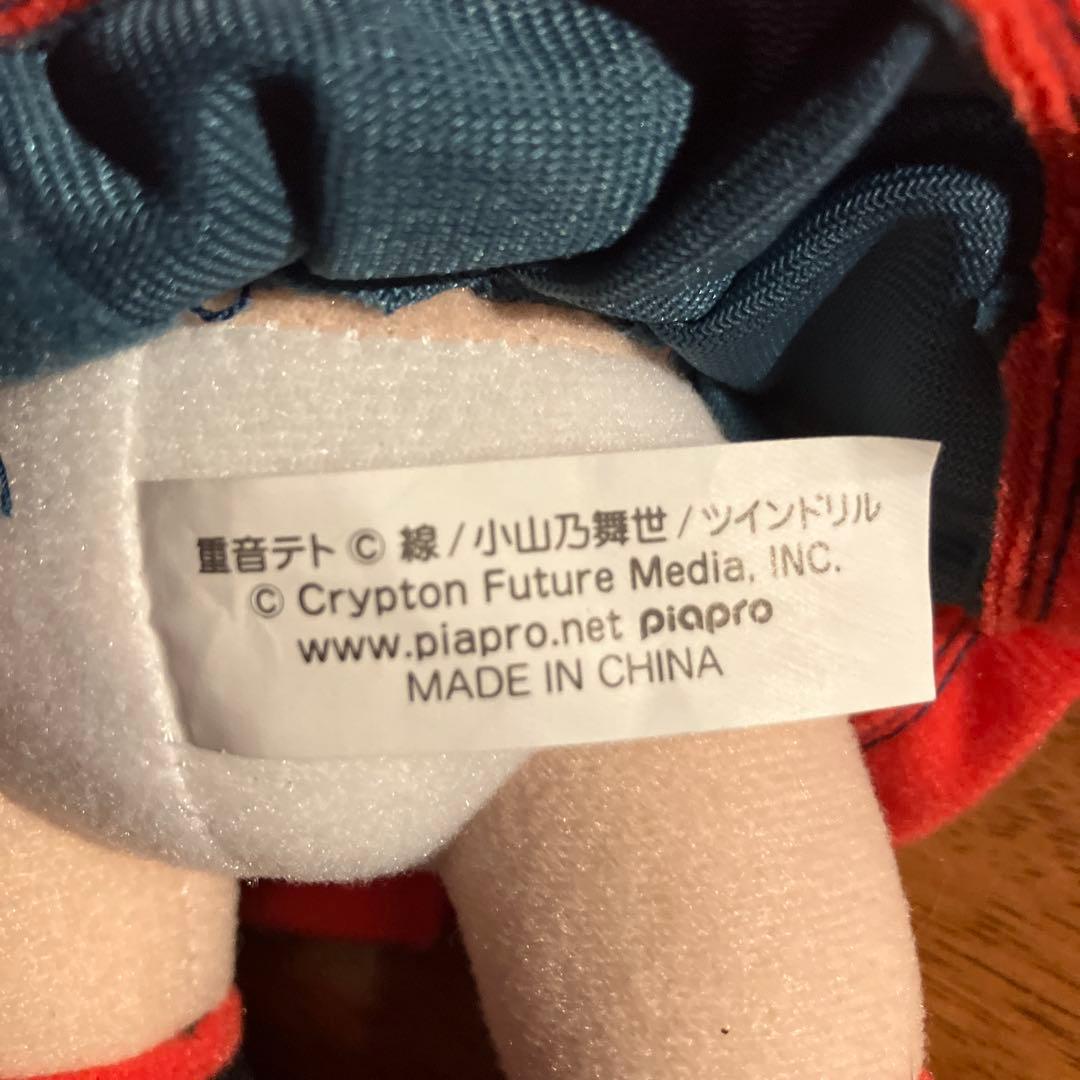 重音テト © 線/小山乃舞世/ツインドリル
© Crypton Future Media, INC.
www.piapro.net piapro
MADE IN CHINA